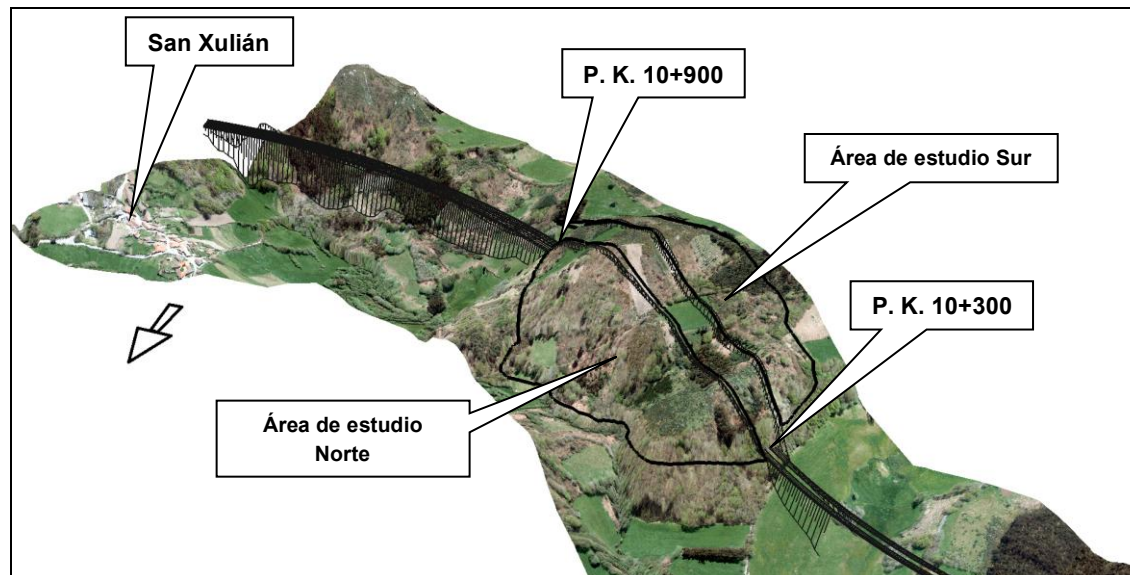 San Xulián
P. K. 10+900
Área de estudio Sur
P. K. 10+300
Área de estudio
Norte